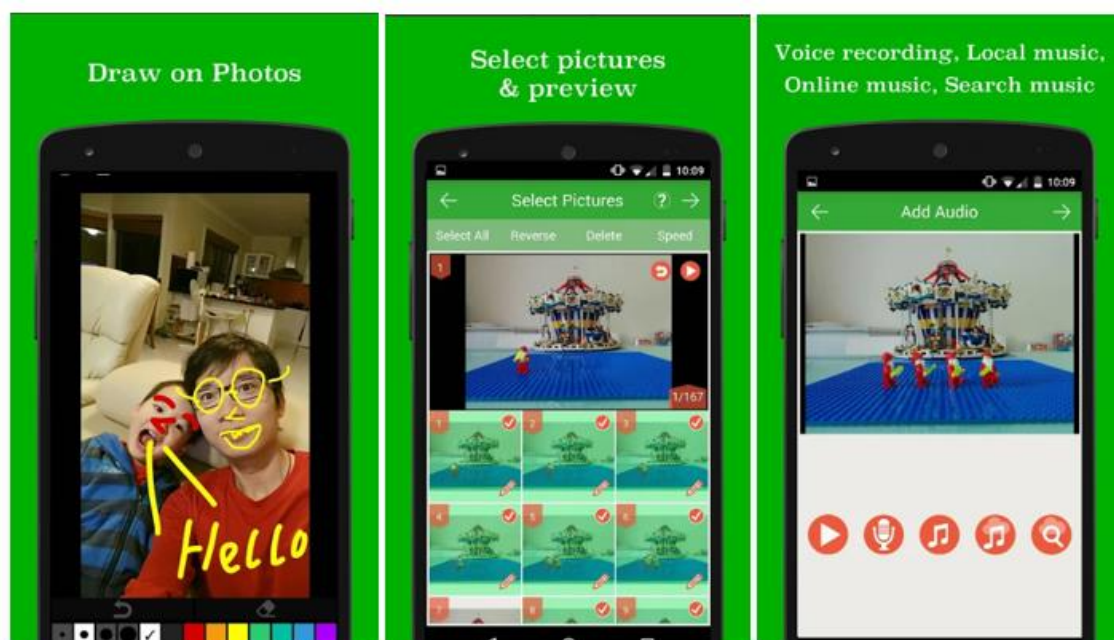 Draw on Photos
Hello
Select pictures
& preview
10:09
Select Pictures ?
Select All Reverse Delete Speed
1
1/167
1 2 3
4 5 6
7 8 9
Voice recording, Local music,
Online music, Search music
10:09
Add Audio